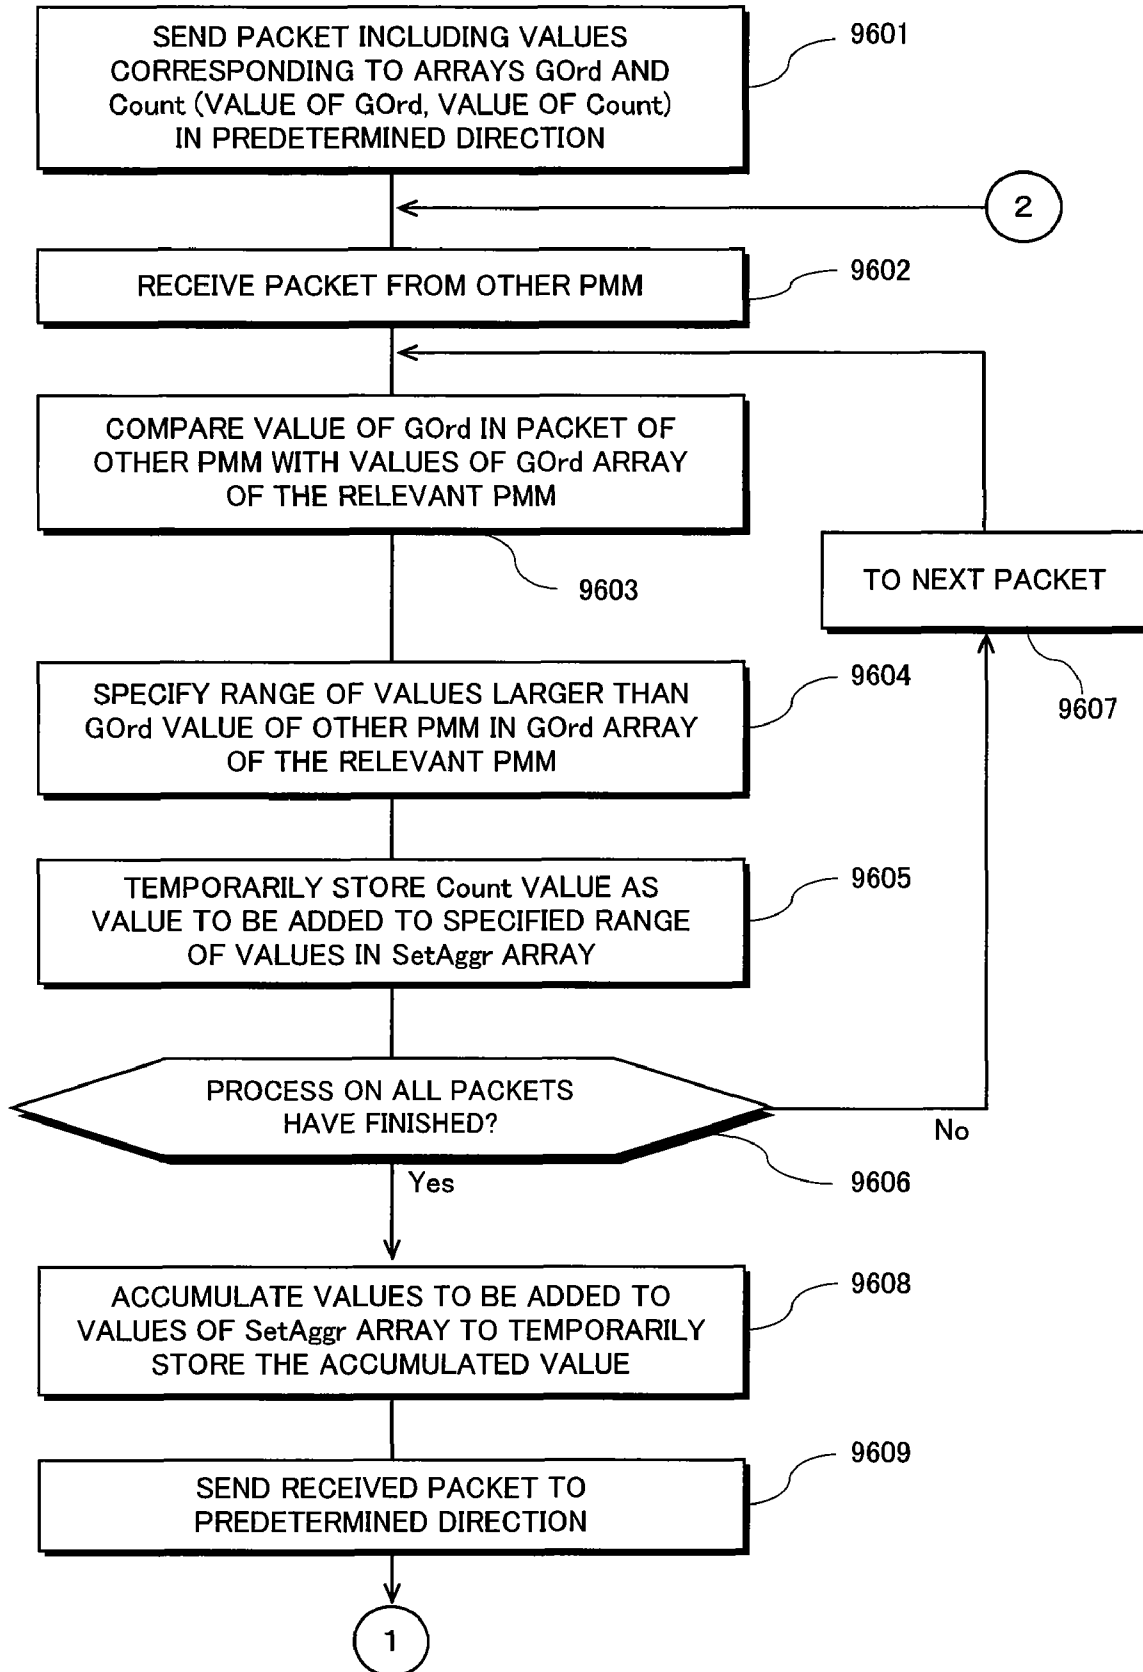 SEND PACKET INCLUDING VALUES
CORRESPONDING TO ARRAYS GOrd AND
Count (VALUE OF GOrd, VALUE OF Count)
IN PREDETERMINED DIRECTION
9601
2
RECEIVE PACKET FROM OTHER PMM
9602
COMPARE VALUE OF GOrd IN PACKET OF
OTHER PMM WITH VALUES OF GOrd ARRAY
OF THE RELEVANT PMM
9603
TO NEXT PACKET
9607
SPECIFY RANGE OF VALUES LARGER THAN
GOrd VALUE OF OTHER PMM IN GOrd ARRAY
OF THE RELEVANT PMM
9604
TEMPORARILY STORE Count VALUE AS
VALUE TO BE ADDED TO SPECIFIED RANGE
OF VALUES IN SetAggr ARRAY
9605
PROCESS ON ALL PACKETS
HAVE FINISHED?
No
Yes
9606
ACCUMULATE VALUES TO BE ADDED TO
VALUES OF SetAggr ARRAY TO TEMPORARILY
STORE THE ACCUMULATED VALUE
9608
SEND RECEIVED PACKET TO
PREDETERMINED DIRECTION
9609
1